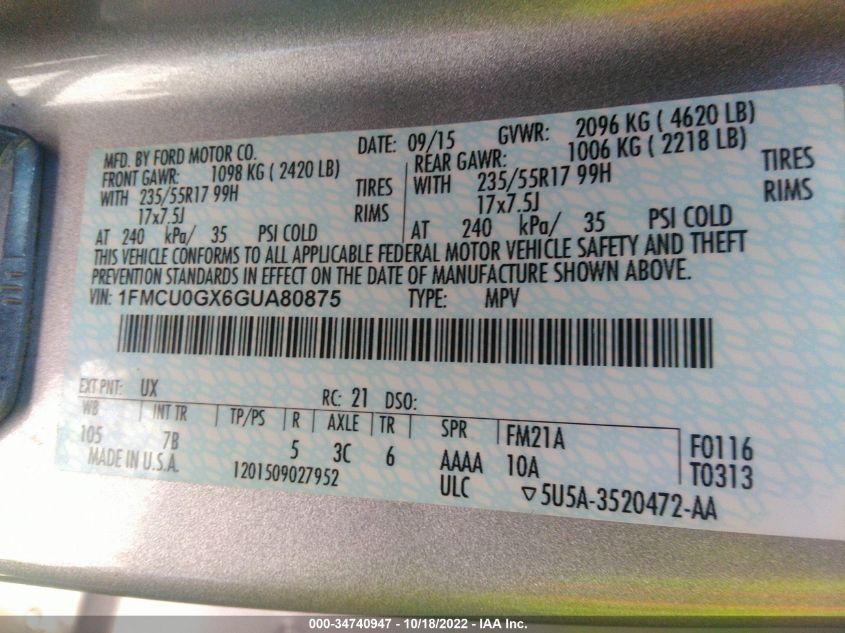 MFD. BY FORD MOTOR CO. DATE: 09/15 GVWR: 2096 KG ( 4620 LB)
FRONT GAWR: 1098 KG ( 2420 LB) REAR GAWR: 1006 KG ( 2218 LB)
WITH 235/55R17 99H TIRES WITH 235/55R17 99H TIRES
17x7.5J RIMS 17x7.5J RIMS
AT 240 kPa/ 35 PSI COLD AT 240 kPa/ 35 PSI COLD
THIS VEHICLE CONFORMS TO ALL APPLICABLE FEDERAL MOTOR VEHICLE SAFETY AND THEFT
PREVENTION STANDARDS IN EFFECT ON THE DATE OF MANUFACTURE SHOWN ABOVE.
VIN: 1FMCU0GX6GUA80875 TYPE: MPV
EXT PNT: UX RC: 21 DSO:
WB INT TR TP/PS R AXLE TR SPR FM21A F0116
105 7B 5 3C 6 AAAA 10A T0313
MADE IN U.S.A. 1201509027952 ULC ▽5U5A-3520472-AA
000-34740947 - 10/18/2022 - IAA Inc.